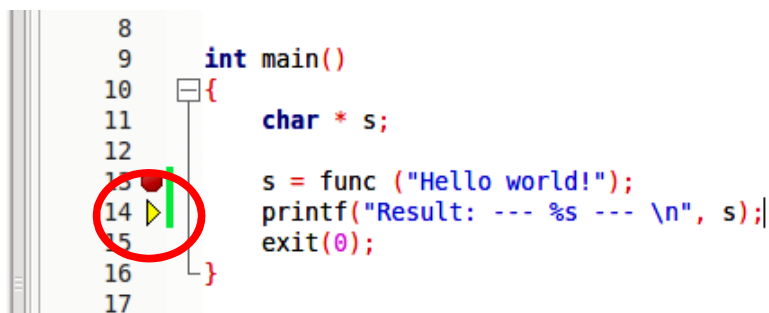 8
9 int main()
10 {
11 char * s;
12
13 s = func ("Hello world!");
14 printf("Result: --- %s --- \n", s);
15 exit(0);
16 }
17